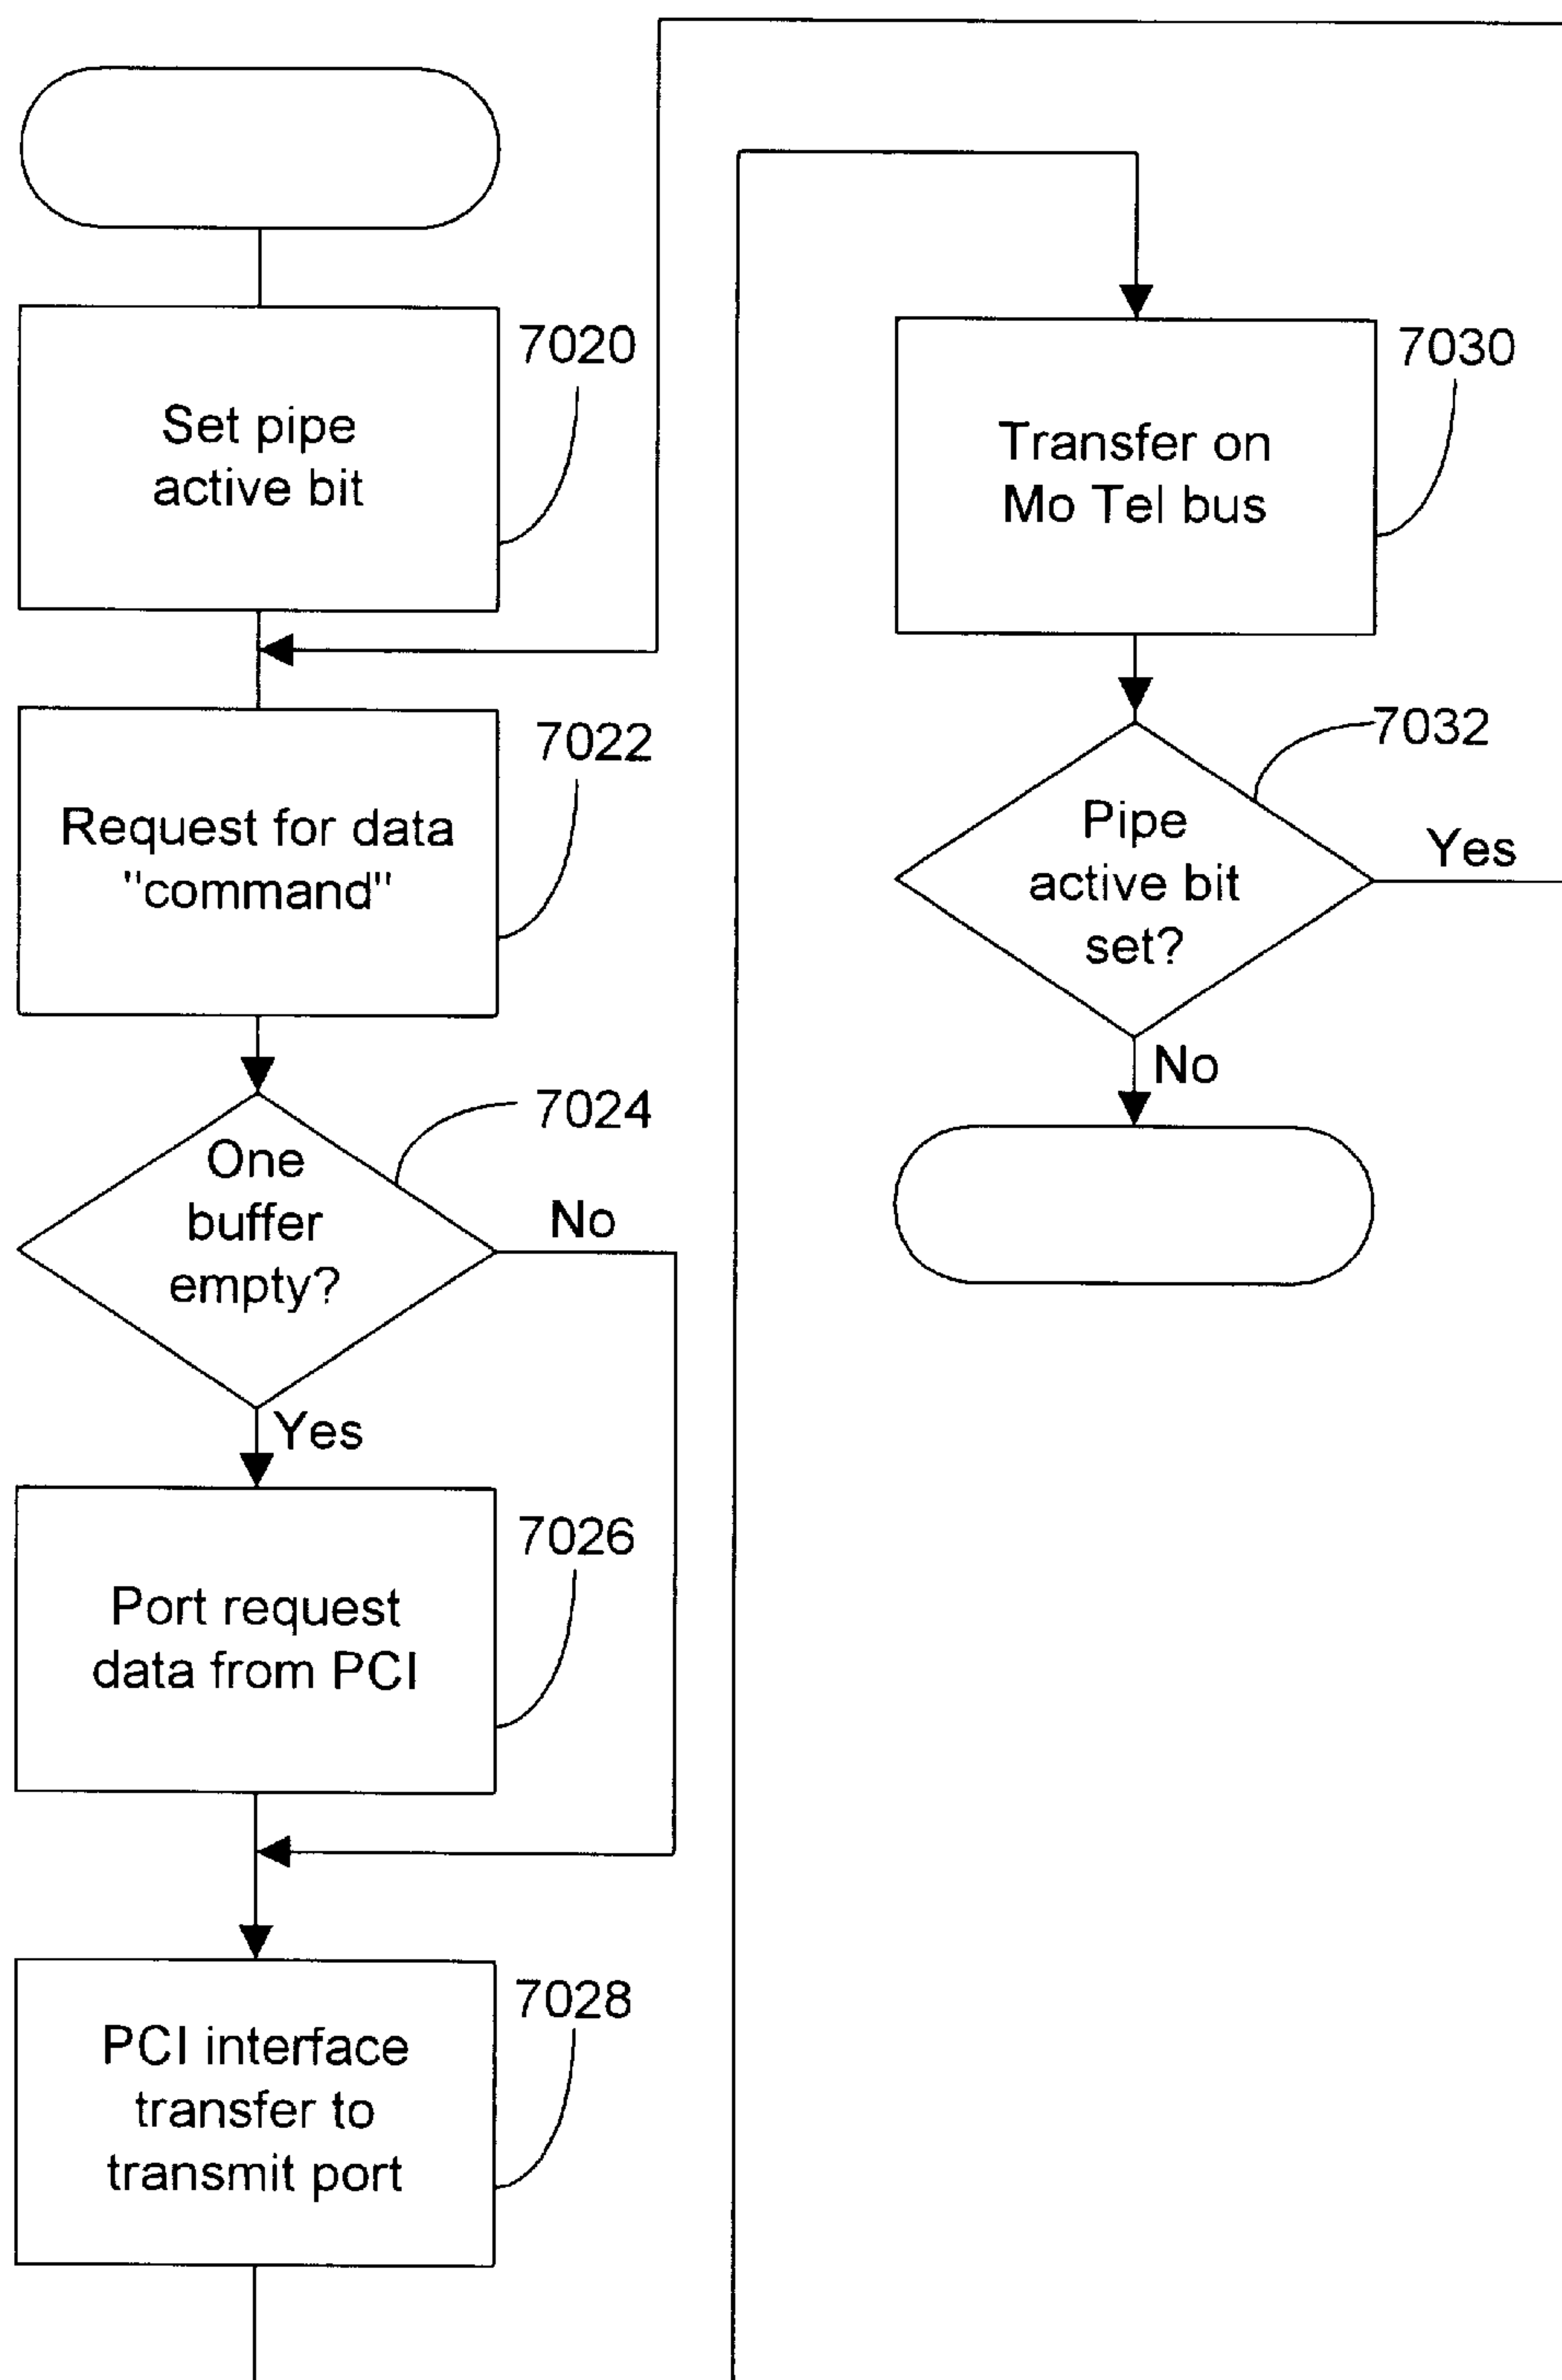 7020
Set pipe
active bit
7022
Request for data
"command"
7024
One
buffer
empty?
No
Yes
7026
Port request
data from PCI
7028
PCI interface
transfer to
transmit port
7030
Transfer on
Mo Tel bus
7032
Pipe
active bit
set?
Yes
No